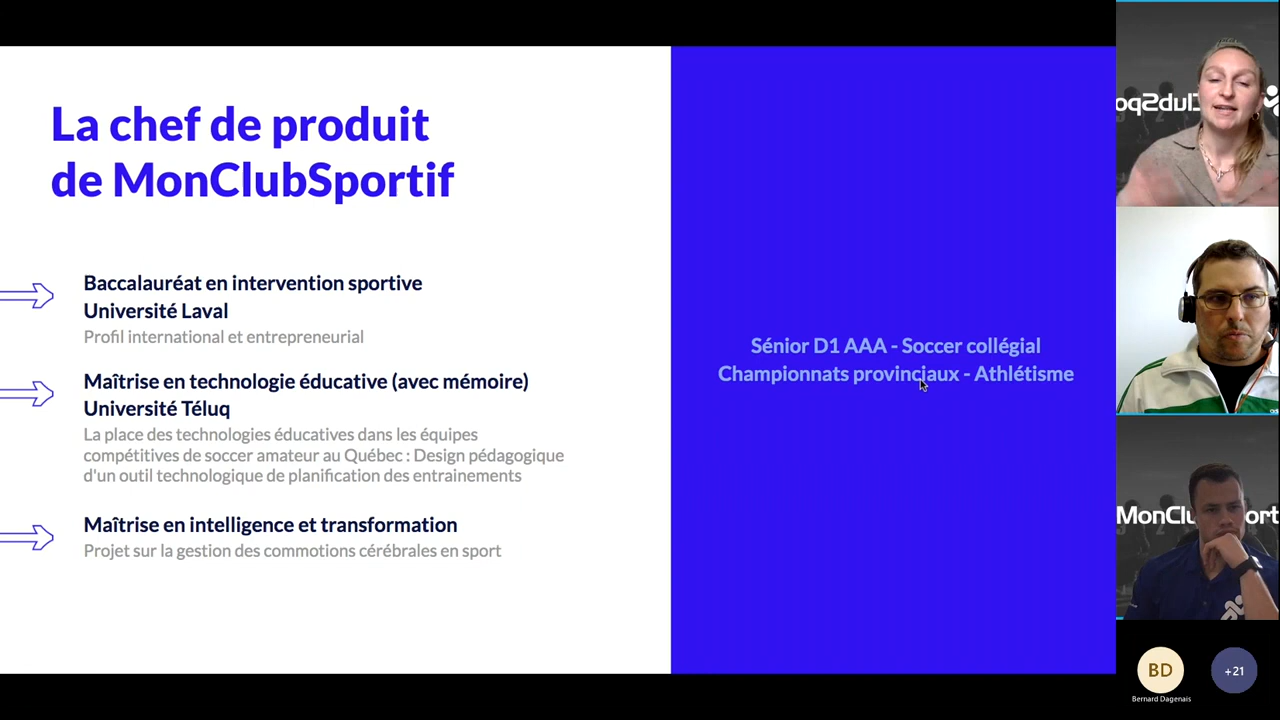 La chef de produit
de MonClubSportif
Baccalauréat en intervention sportive
Université Laval
Profil international et entrepreneurial
Maîtrise en technologie éducative (avec mémoire)
Université Téluq
La place des technologies éducatives dans les équipes
compétitives de soccer amateur au Québec : Design pédagogique
d'un outil technologique de planification des entrainements
Maîtrise en intelligence et transformation
Projet sur la gestion des commotions cérébrales en sport
Sénior D1 AAA - Soccer collégial
Championnats provinciaux - Athlétisme
BD
+21
Bernard Dagenais